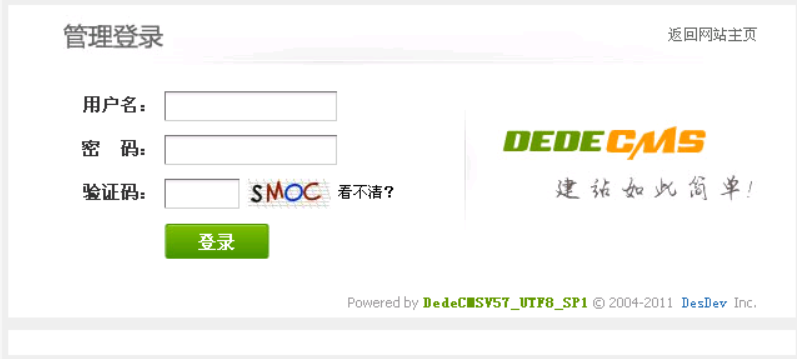 管理登录
返回网站主页
用户名：
密 码：
验证码： SMOC 看不清？
登录
DEDECMS
建站如此简单！
Powered by DedeCMSV57_UTF8_SP1 © 2004-2011 DesDev Inc.